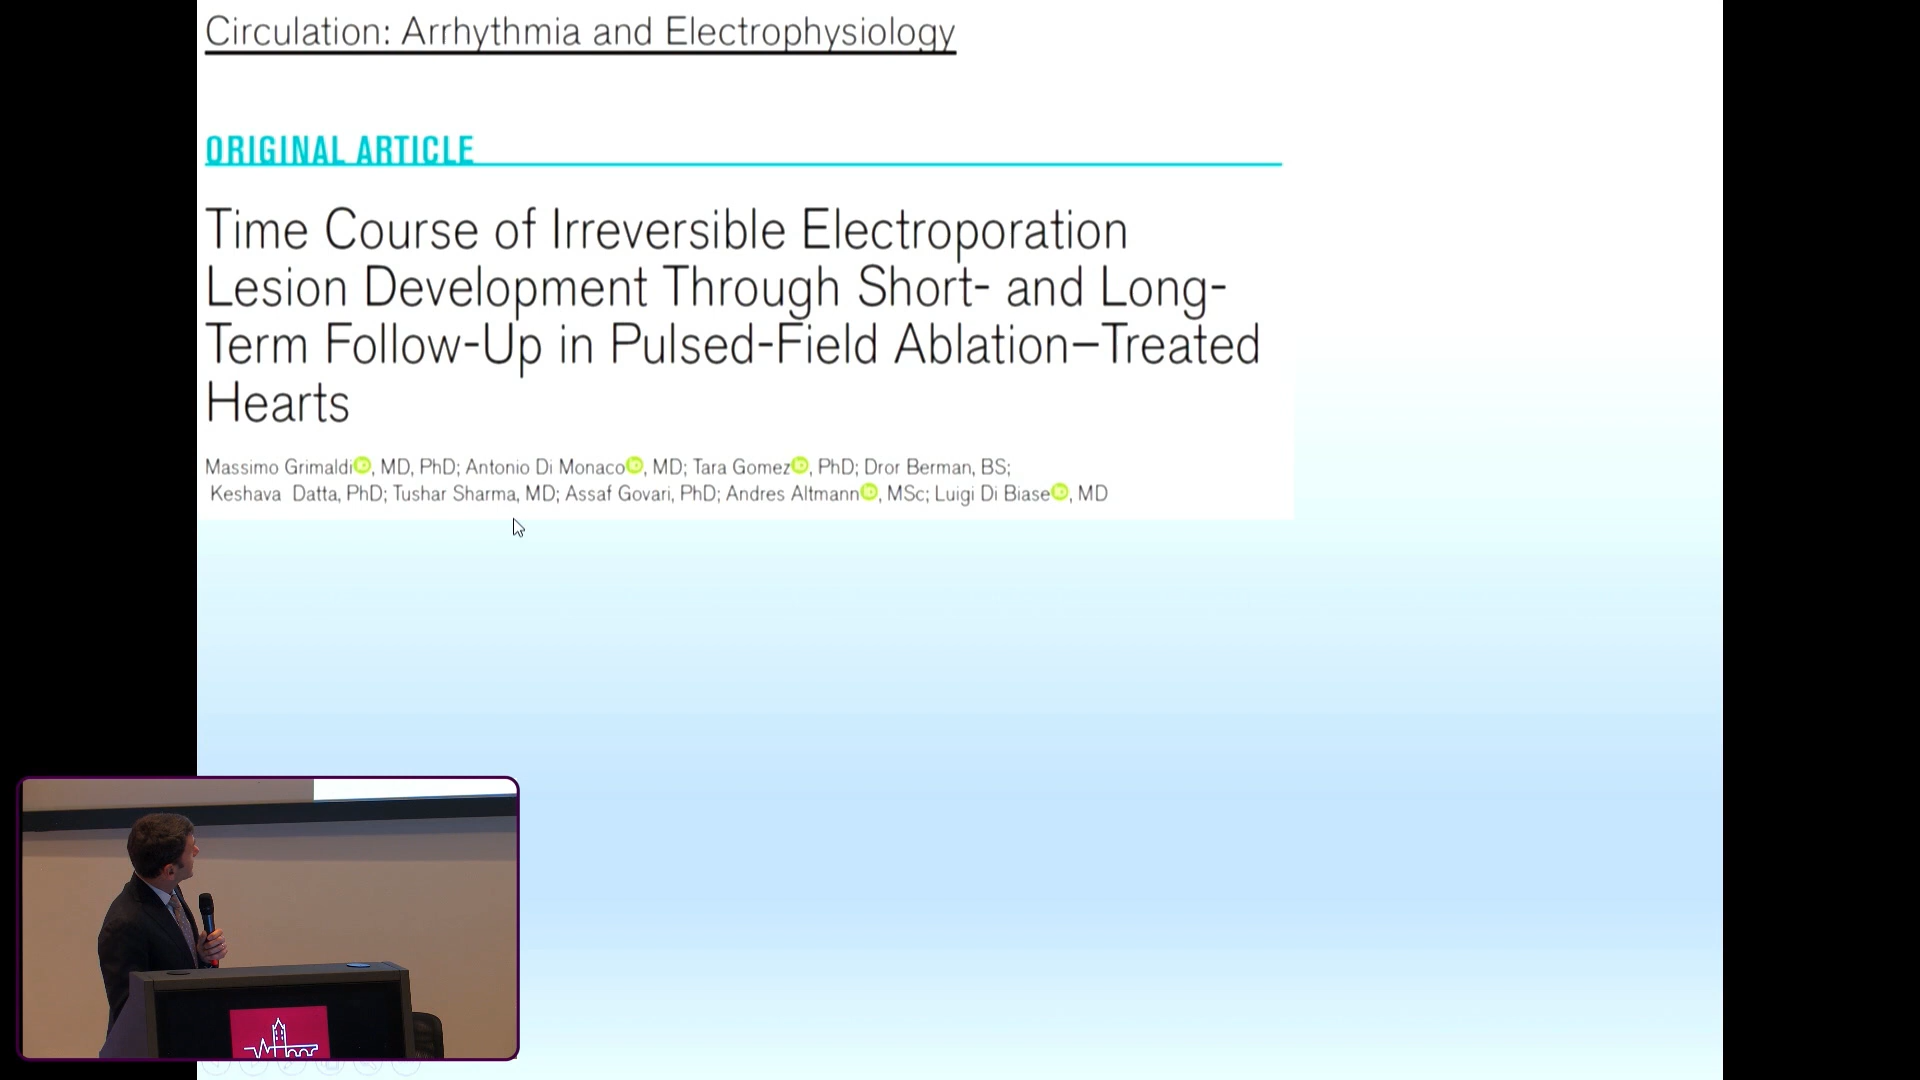 Circulation: Arrhythmia and Electrophysiology
ORIGINAL ARTICLE
Time Course of Irreversible Electroporation
Lesion Development Through Short- and Long-
Term Follow-Up in Pulsed-Field Ablation–Treated
Hearts
Massimo Grimaldi, MD, PhD; Antonio Di Monaco, MD; Tara Gomez, PhD; Dror Berman, BS;
Keshava Datta, PhD; Tushar Sharma, MD; Assaf Govari, PhD; Andres Altmann, MSc; Luigi Di Biase, MD